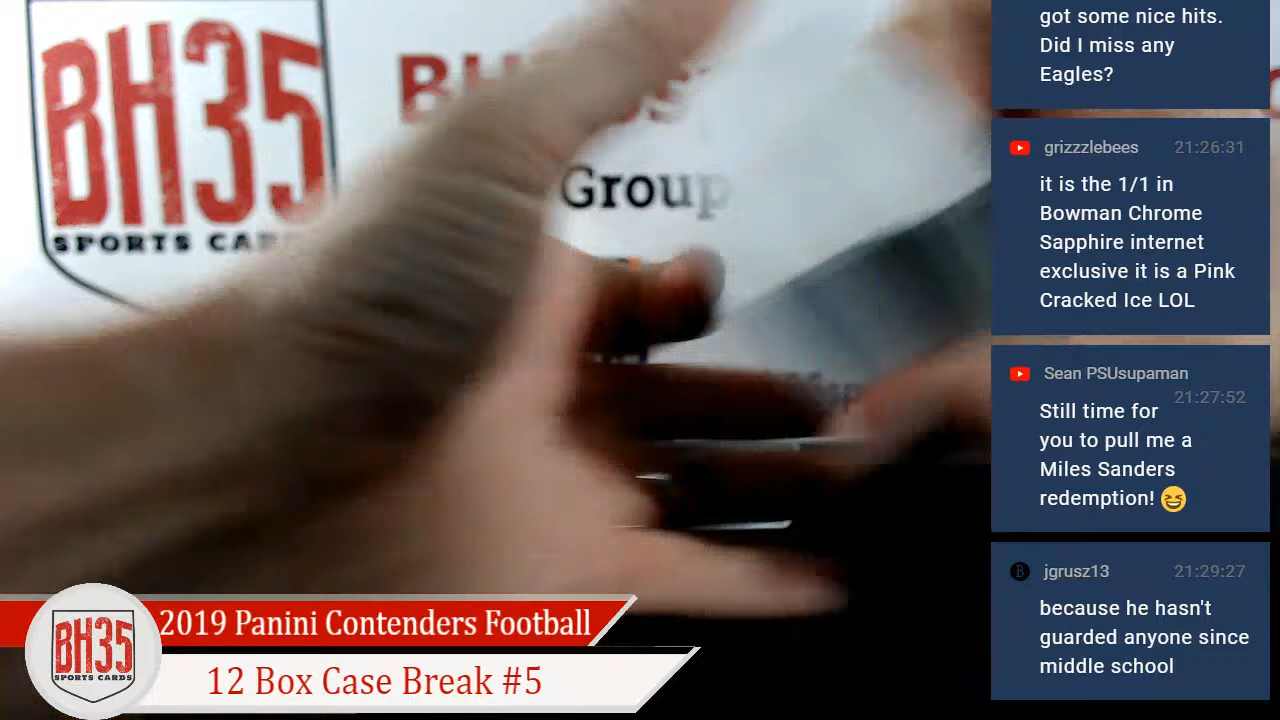 BH35
SPORTS CAR
Group
got some nice hits.
Did I miss any
Eagles?
grizzzlebees 21:26:31
it is the 1/1 in
Bowman Chrome
Sapphire internet
exclusive it is a Pink
Cracked Ice LOL
Sean PSUsupaman
21:27:52
Still time for
you to pull me a
Miles Sanders
redemption! 😆
jgrusz13 21:29:27
because he hasn't
guarded anyone since
middle school
2019 Panini Contenders Football
12 Box Case Break #5
BH35
SPORTS CARDS